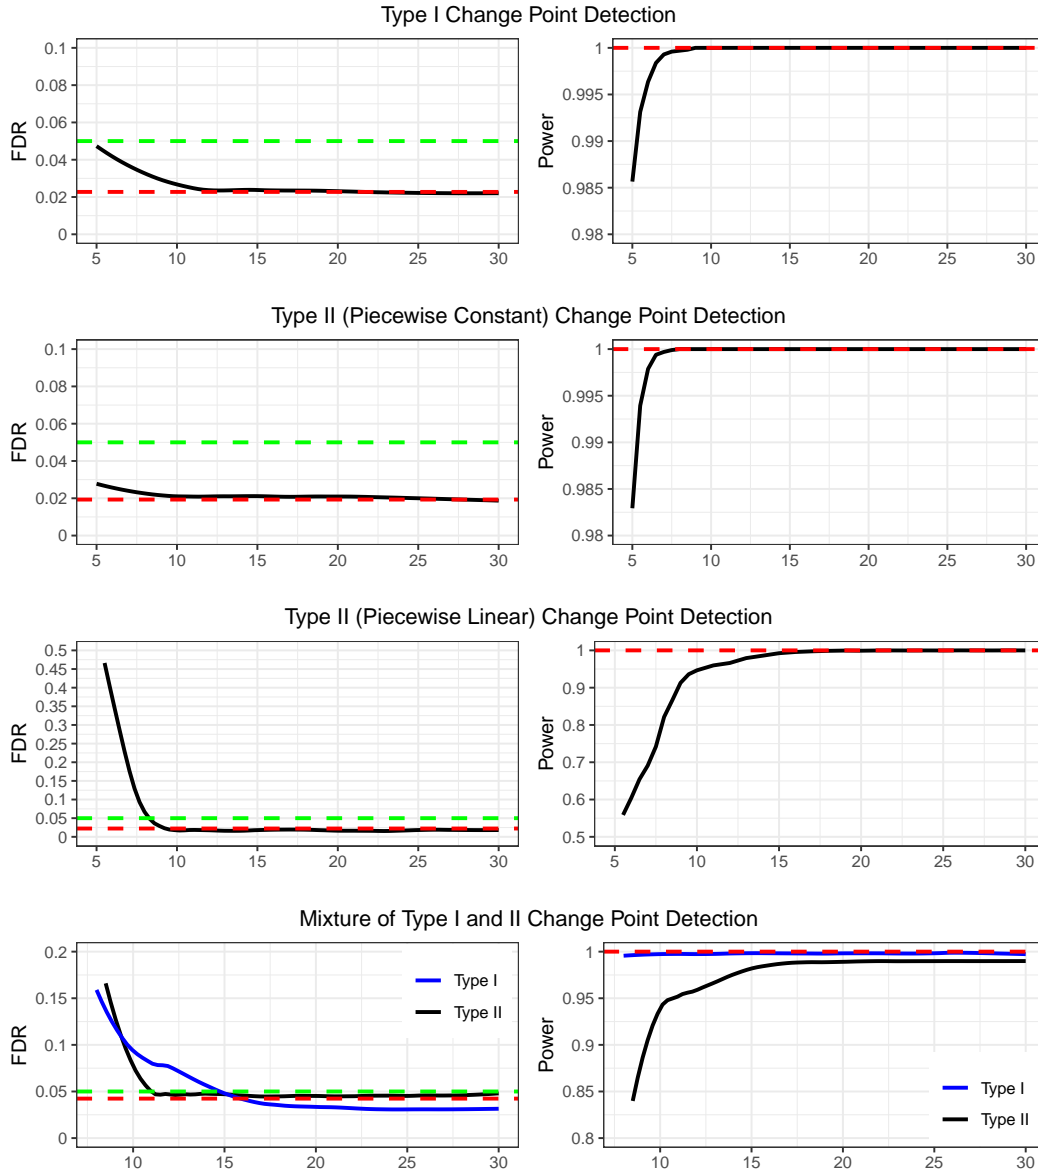 Type I Change Point Detection
FDR
0.1
0.08
0.06
0.04
0.02
0
5 10 15 20 25 30
Power
1
0.995
0.99
0.985
0.98
5 10 15 20 25 30
Type II (Piecewise Constant) Change Point Detection
FDR
0.1
0.08
0.06
0.04
0.02
0
5 10 15 20 25 30
Power
1
0.995
0.99
0.985
0.98
5 10 15 20 25 30
Type II (Piecewise Linear) Change Point Detection
FDR
0.5
0.45
0.4
0.35
0.3
0.25
0.2
0.15
0.1
0.05
0
5 10 15 20 25 30
Power
1
0.9
0.8
0.7
0.6
0.5
5 10 15 20 25 30
Mixture of Type I and II Change Point Detection
FDR
0.2
0.15
0.1
0.05
0
10 15 20 25 30
Type I
Type II
Power
1
0.95
0.9
0.85
0.8
10 15 20 25 30
Type I
Type II